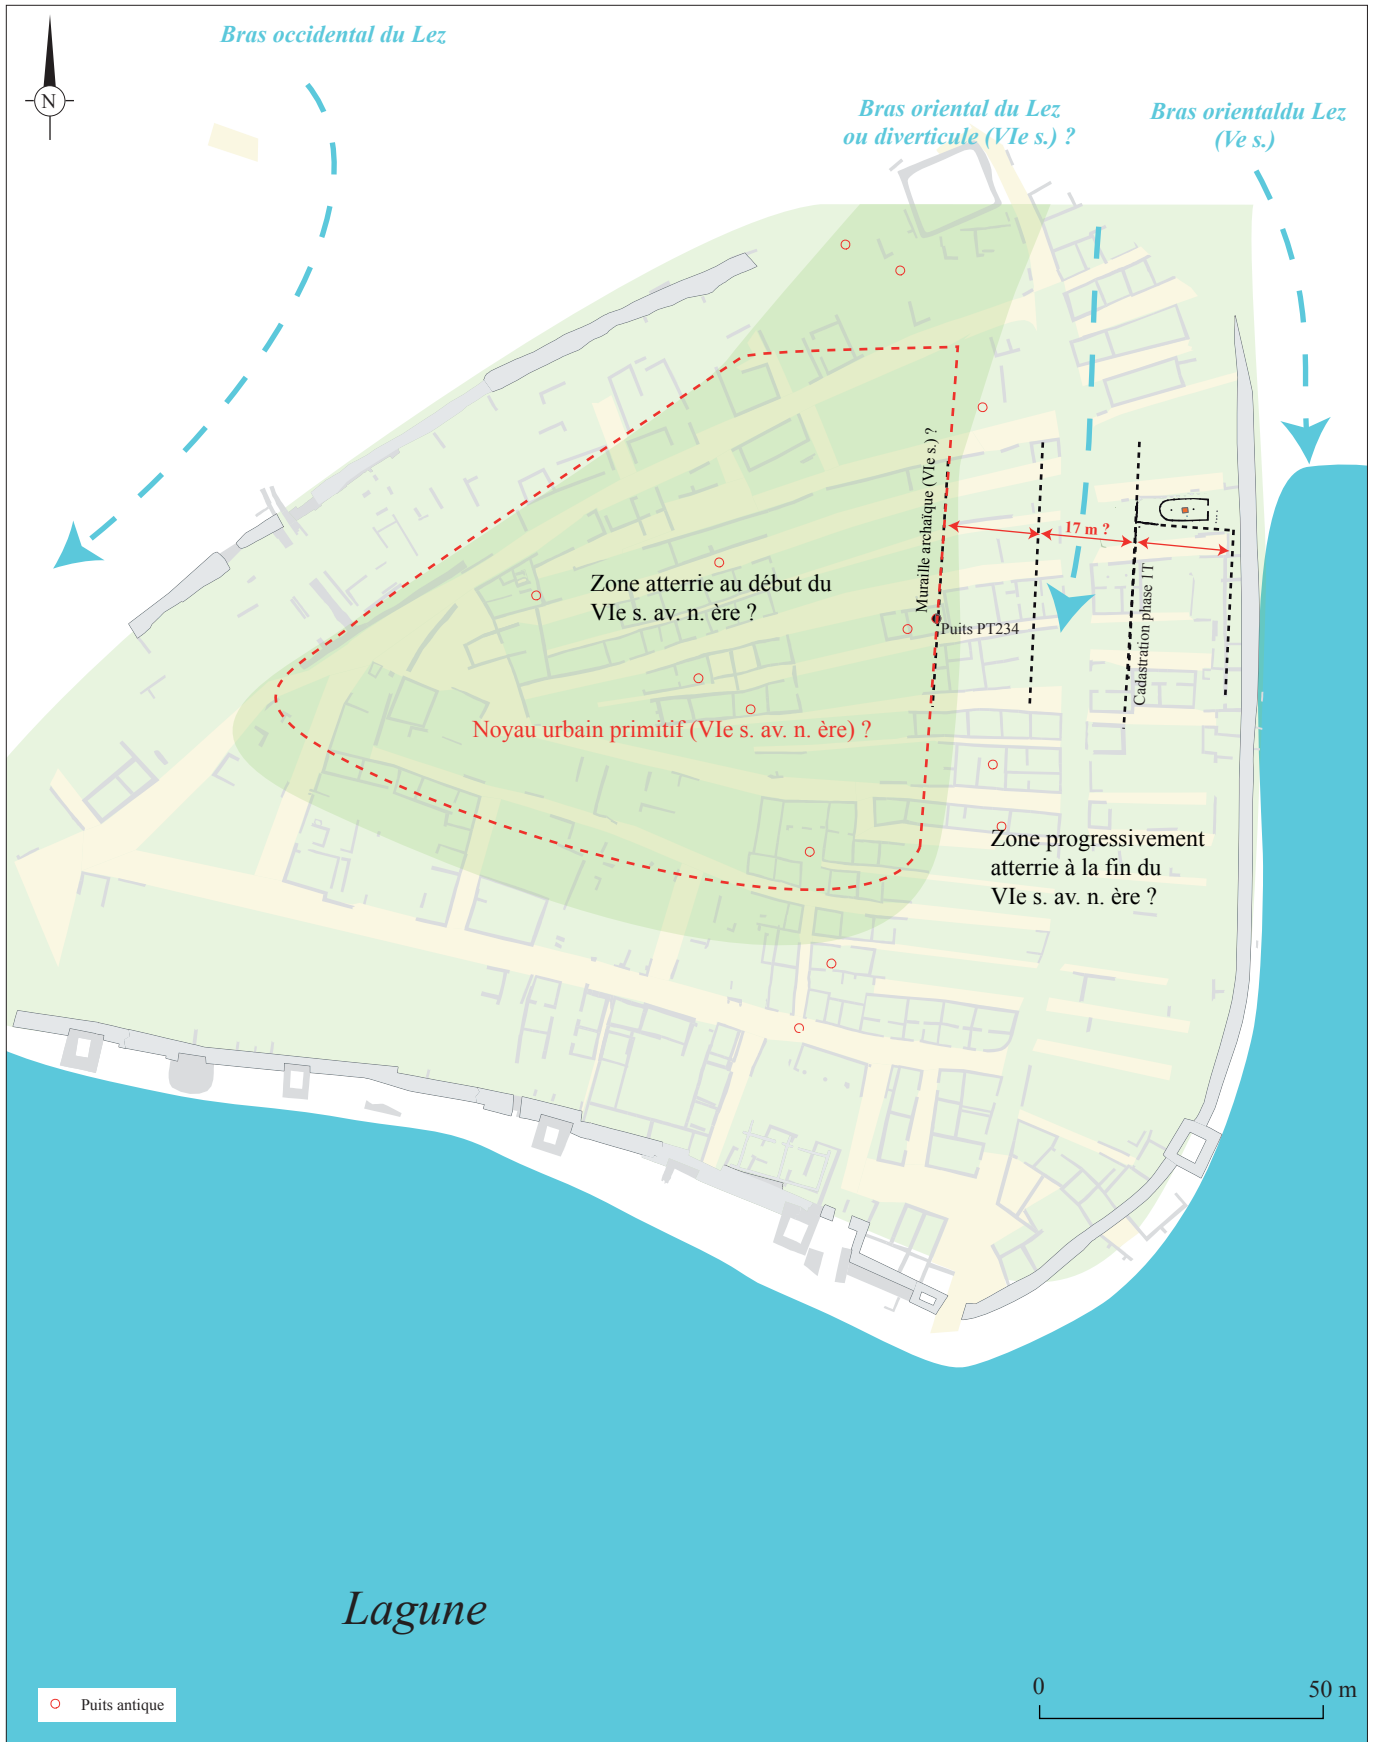 Bras occidental du Lez
N
Bras oriental du Lez
ou diverticule (VIe s.) ?
Bras orientaldu Lez
(Ve s.)
Muraille archaïque (VIe s.) ?
17 m ?
Cadastration phase 1T
Zone atterrie au début du
VIe s. av. n. ère ?
Puits PT234
Noyau urbain primitif (VIe s. av. n. ère) ?
Zone progressivement
atterrie à la fin du
VIe s. av. n. ère ?
Lagune
Puits antique
0
50 m